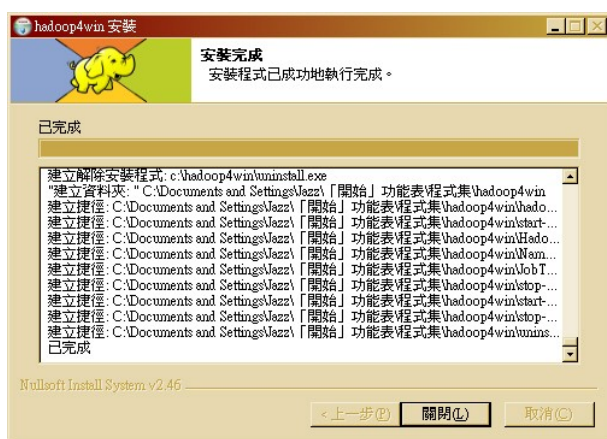 hadoop4win 安裝
安裝完成
安裝程式已成功地執行完成。
已完成
建立解除安裝程式: c:\hadoop4win\uninstall.exe
"建立資料夾: " C:\Documents and Settings\Jazz\「開始」功能表\程式集\hadoop4win
建立捷徑: C:\Documents and Settings\Jazz\「開始」功能表\程式集\hadoop4win\hado...
建立捷徑: C:\Documents and Settings\Jazz\「開始」功能表\程式集\hadoop4win\start-...
建立捷徑: C:\Documents and Settings\Jazz\「開始」功能表\程式集\hadoop4win\Hado...
建立捷徑: C:\Documents and Settings\Jazz\「開始」功能表\程式集\hadoop4win\Nam...
建立捷徑: C:\Documents and Settings\Jazz\「開始」功能表\程式集\hadoop4win\JobT...
建立捷徑: C:\Documents and Settings\Jazz\「開始」功能表\程式集\hadoop4win\stop-...
建立捷徑: C:\Documents and Settings\Jazz\「開始」功能表\程式集\hadoop4win\start-...
建立捷徑: C:\Documents and Settings\Jazz\「開始」功能表\程式集\hadoop4win\stop-...
建立捷徑: C:\Documents and Settings\Jazz\「開始」功能表\程式集\hadoop4win\unins...
已完成
Nullsoft Install System v2.46
<上一步(P) 關閉(L) 取消(C)